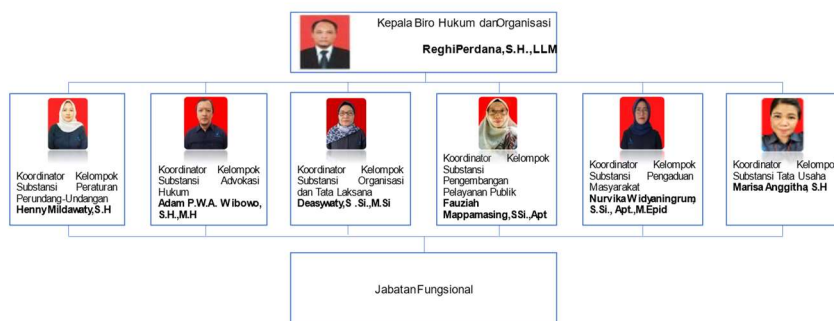 Kepala Biro Hukum danOrganisasi
ReghiPerdana,S.H.,LLM
Koordinator Kelompok
Substansi Peraturan
Perundang-Undangan
Henny Mildawaty,S.H
Koordinator Kelompok
Substansi Advokasi
Hukum
Adam P.W.A. Wibowo,
S.H.,M.H
Koordinator Kelompok
Substansi Organisasi
dan Tata Laksana
Deasywaty,S .Si.,M.Si
Koordinator Kelompok
Substansi
Pengembangan
Pelayanan Publik
Fauziah
Mappamasing,SSi.,Apt
Koordinator Kelompok
Substansi Pengaduan
Masyarakat
Nurvika Widyaningrum,
S.Si., Apt.,M.Epid
Koordinator Kelompok
Substansi Tata Usaha
Marisa Anggitha, S.H
JabatanFungsional